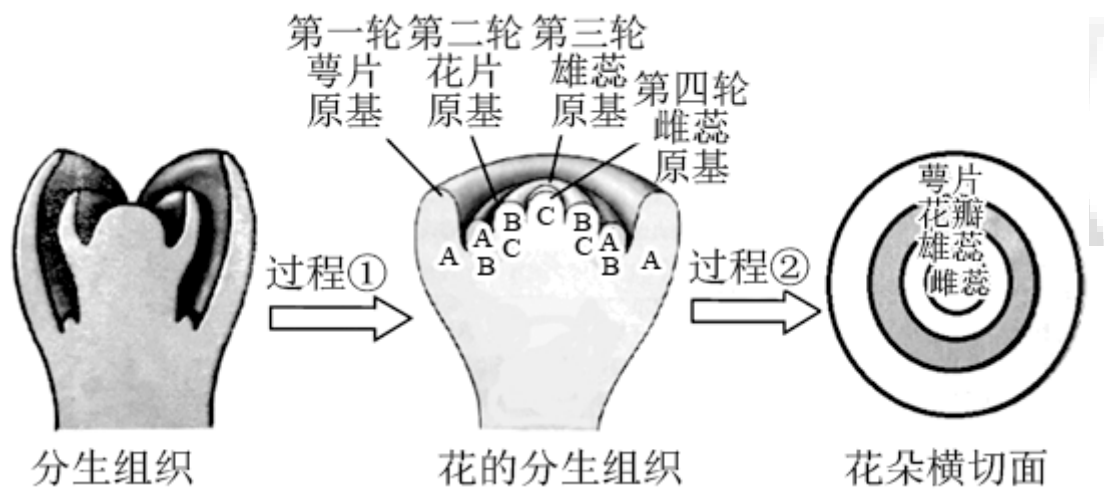 第一轮
萼片
原基
第二轮
花片
原基
第三轮
雄蕊
原基
第四轮
雌蕊
原基
A
A
B
B
C
C
B
C
A
B
A
过程①
过程②
萼片
花瓣
雄蕊
雌蕊
分生组织
花的分生组织
花朵横切面